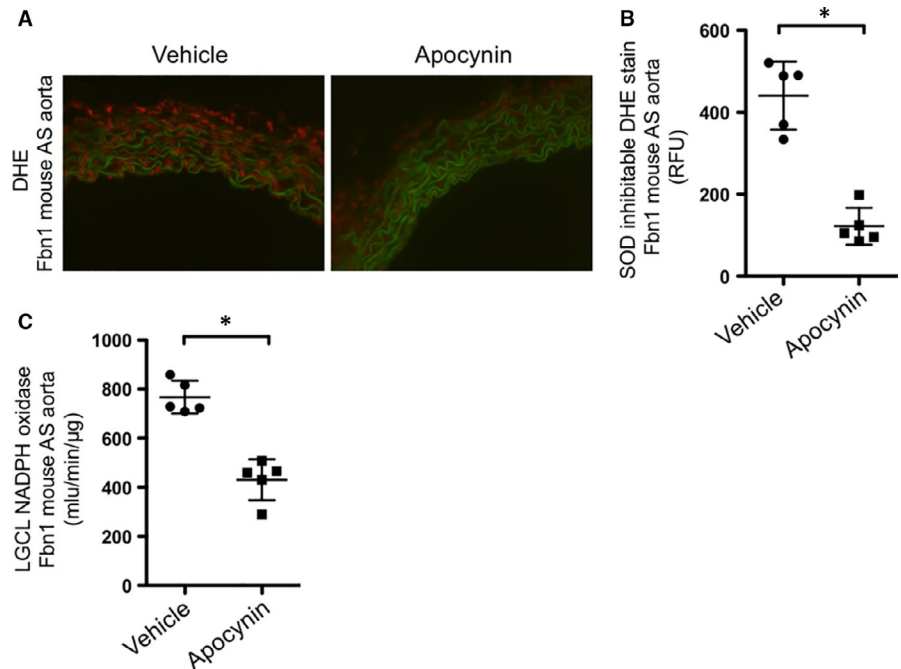 A
Vehicle
Apocynin
DHE
Fbn1 mouse AS aorta
B
SOD inhibitable DHE stain
Fbn1 mouse AS aorta
(RFU)
600
400
200
0
*
Vehicle
Apocynin
C
LGCL NADPH oxidase
Fbn1 mouse AS aorta
(mlu/min/µg)
1000
800
600
400
200
0
*
Vehicle
Apocynin